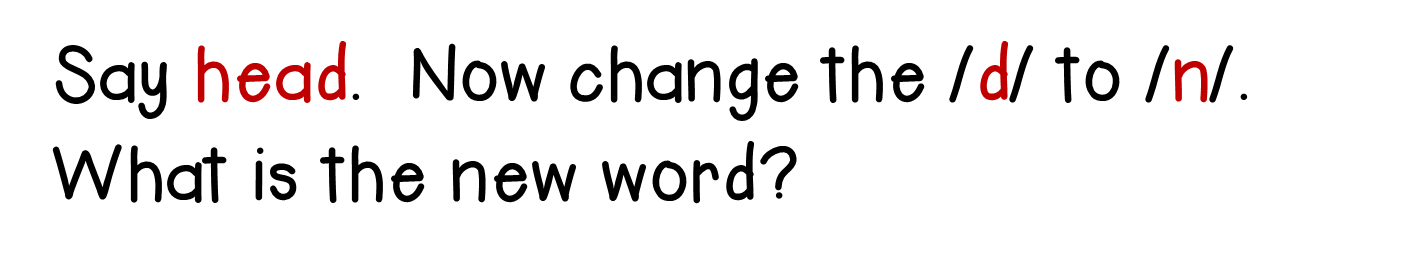 Say head. Now change the /d/ to /n/.
What is the new word?